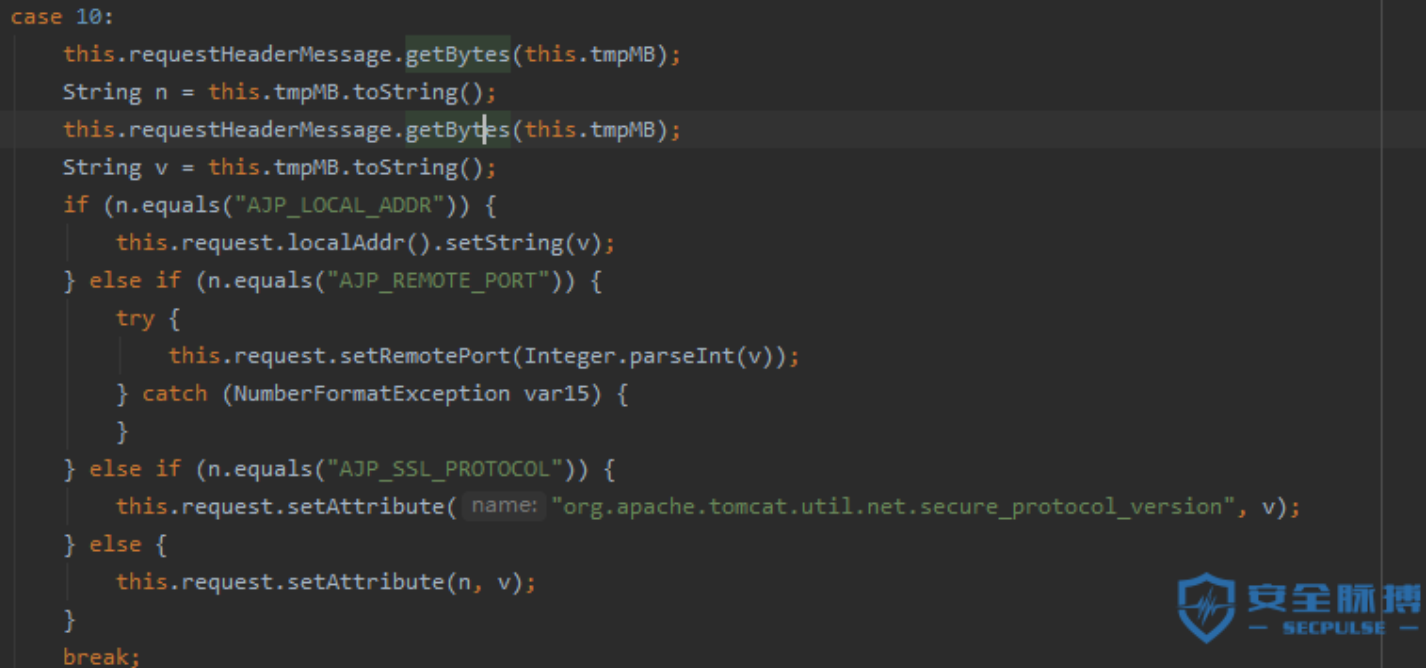 case 10:
this.requestHeaderMessage.getBytes(this.tmpMB);
String n = this.tmpMB.toString();
this.requestHeaderMessage.getBytes(this.tmpMB);
String v = this.tmpMB.toString();
if (n.equals("AJP_LOCAL_ADDR")) {
this.request.localAddr().setString(v);
} else if (n.equals("AJP_REMOTE_PORT")) {
try {
this.request.setRemotePort(Integer.parseInt(v));
} catch (NumberFormatException var15) {
}
} else if (n.equals("AJP_SSL_PROTOCOL")) {
this.request.setAttribute( name: "org.apache.tomcat.util.net.secure_protocol_version", v);
} else {
this.request.setAttribute(n, v);
}
break;
安全脉搏
SECPULSE